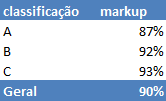 classificação markup
A 87%
B 92%
C 93%
Geral 90%